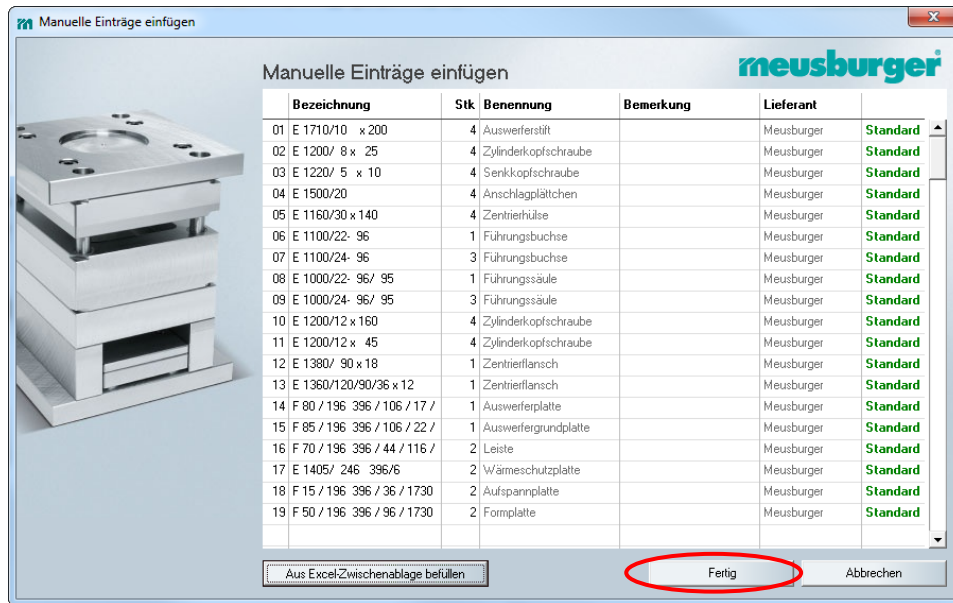 Manuelle Einträge einfügen
meusburger
Manuelle Einträge einfügen
Bezeichnung Stk Benennung Bemerkung Lieferant
01 E 1710/10 x 200 4 Auswerferstift Meusburger Standard
02 E 1200/ 8 x 25 4 Zylinderkopfschraube Meusburger Standard
03 E 1220/ 5 x 10 4 Senkkopfschraube Meusburger Standard
04 E 1500/20 4 Anschlagplättchen Meusburger Standard
05 E 1160/30 x 140 4 Zentrierhülse Meusburger Standard
06 E 1100/22- 96 1 Führungsbuchse Meusburger Standard
07 E 1100/24- 96 3 Führungsbuchse Meusburger Standard
08 E 1000/22- 96/ 95 1 Führungssäule Meusburger Standard
09 E 1000/24- 96/ 95 3 Führungssäule Meusburger Standard
10 E 1200/12 x 160 4 Zylinderkopfschraube Meusburger Standard
11 E 1200/12 x 45 4 Zylinderkopfschraube Meusburger Standard
12 E 1380/ 90 x 18 1 Zentrierflansch Meusburger Standard
13 E 1360/120/90/36 x 12 1 Zentrierflansch Meusburger Standard
14 F 80 / 196 396 / 106 / 17 / 1 Auswerferplatte Meusburger Standard
15 F 85 / 196 396 / 106 / 22 / 1 Auswerfergrundplatte Meusburger Standard
16 F 70 / 196 396 / 44 / 116 / 2 Leiste Meusburger Standard
17 E 1405/ 246 396/6 2 Wärmeschutzplatte Meusburger Standard
18 F 15 / 196 396 / 36 / 1730 2 Aufspannplatte Meusburger Standard
19 F 50 / 196 396 / 96 / 1730 2 Formplatte Meusburger Standard
Aus Excel-Zwischenablage befüllen Fertig Abbrechen